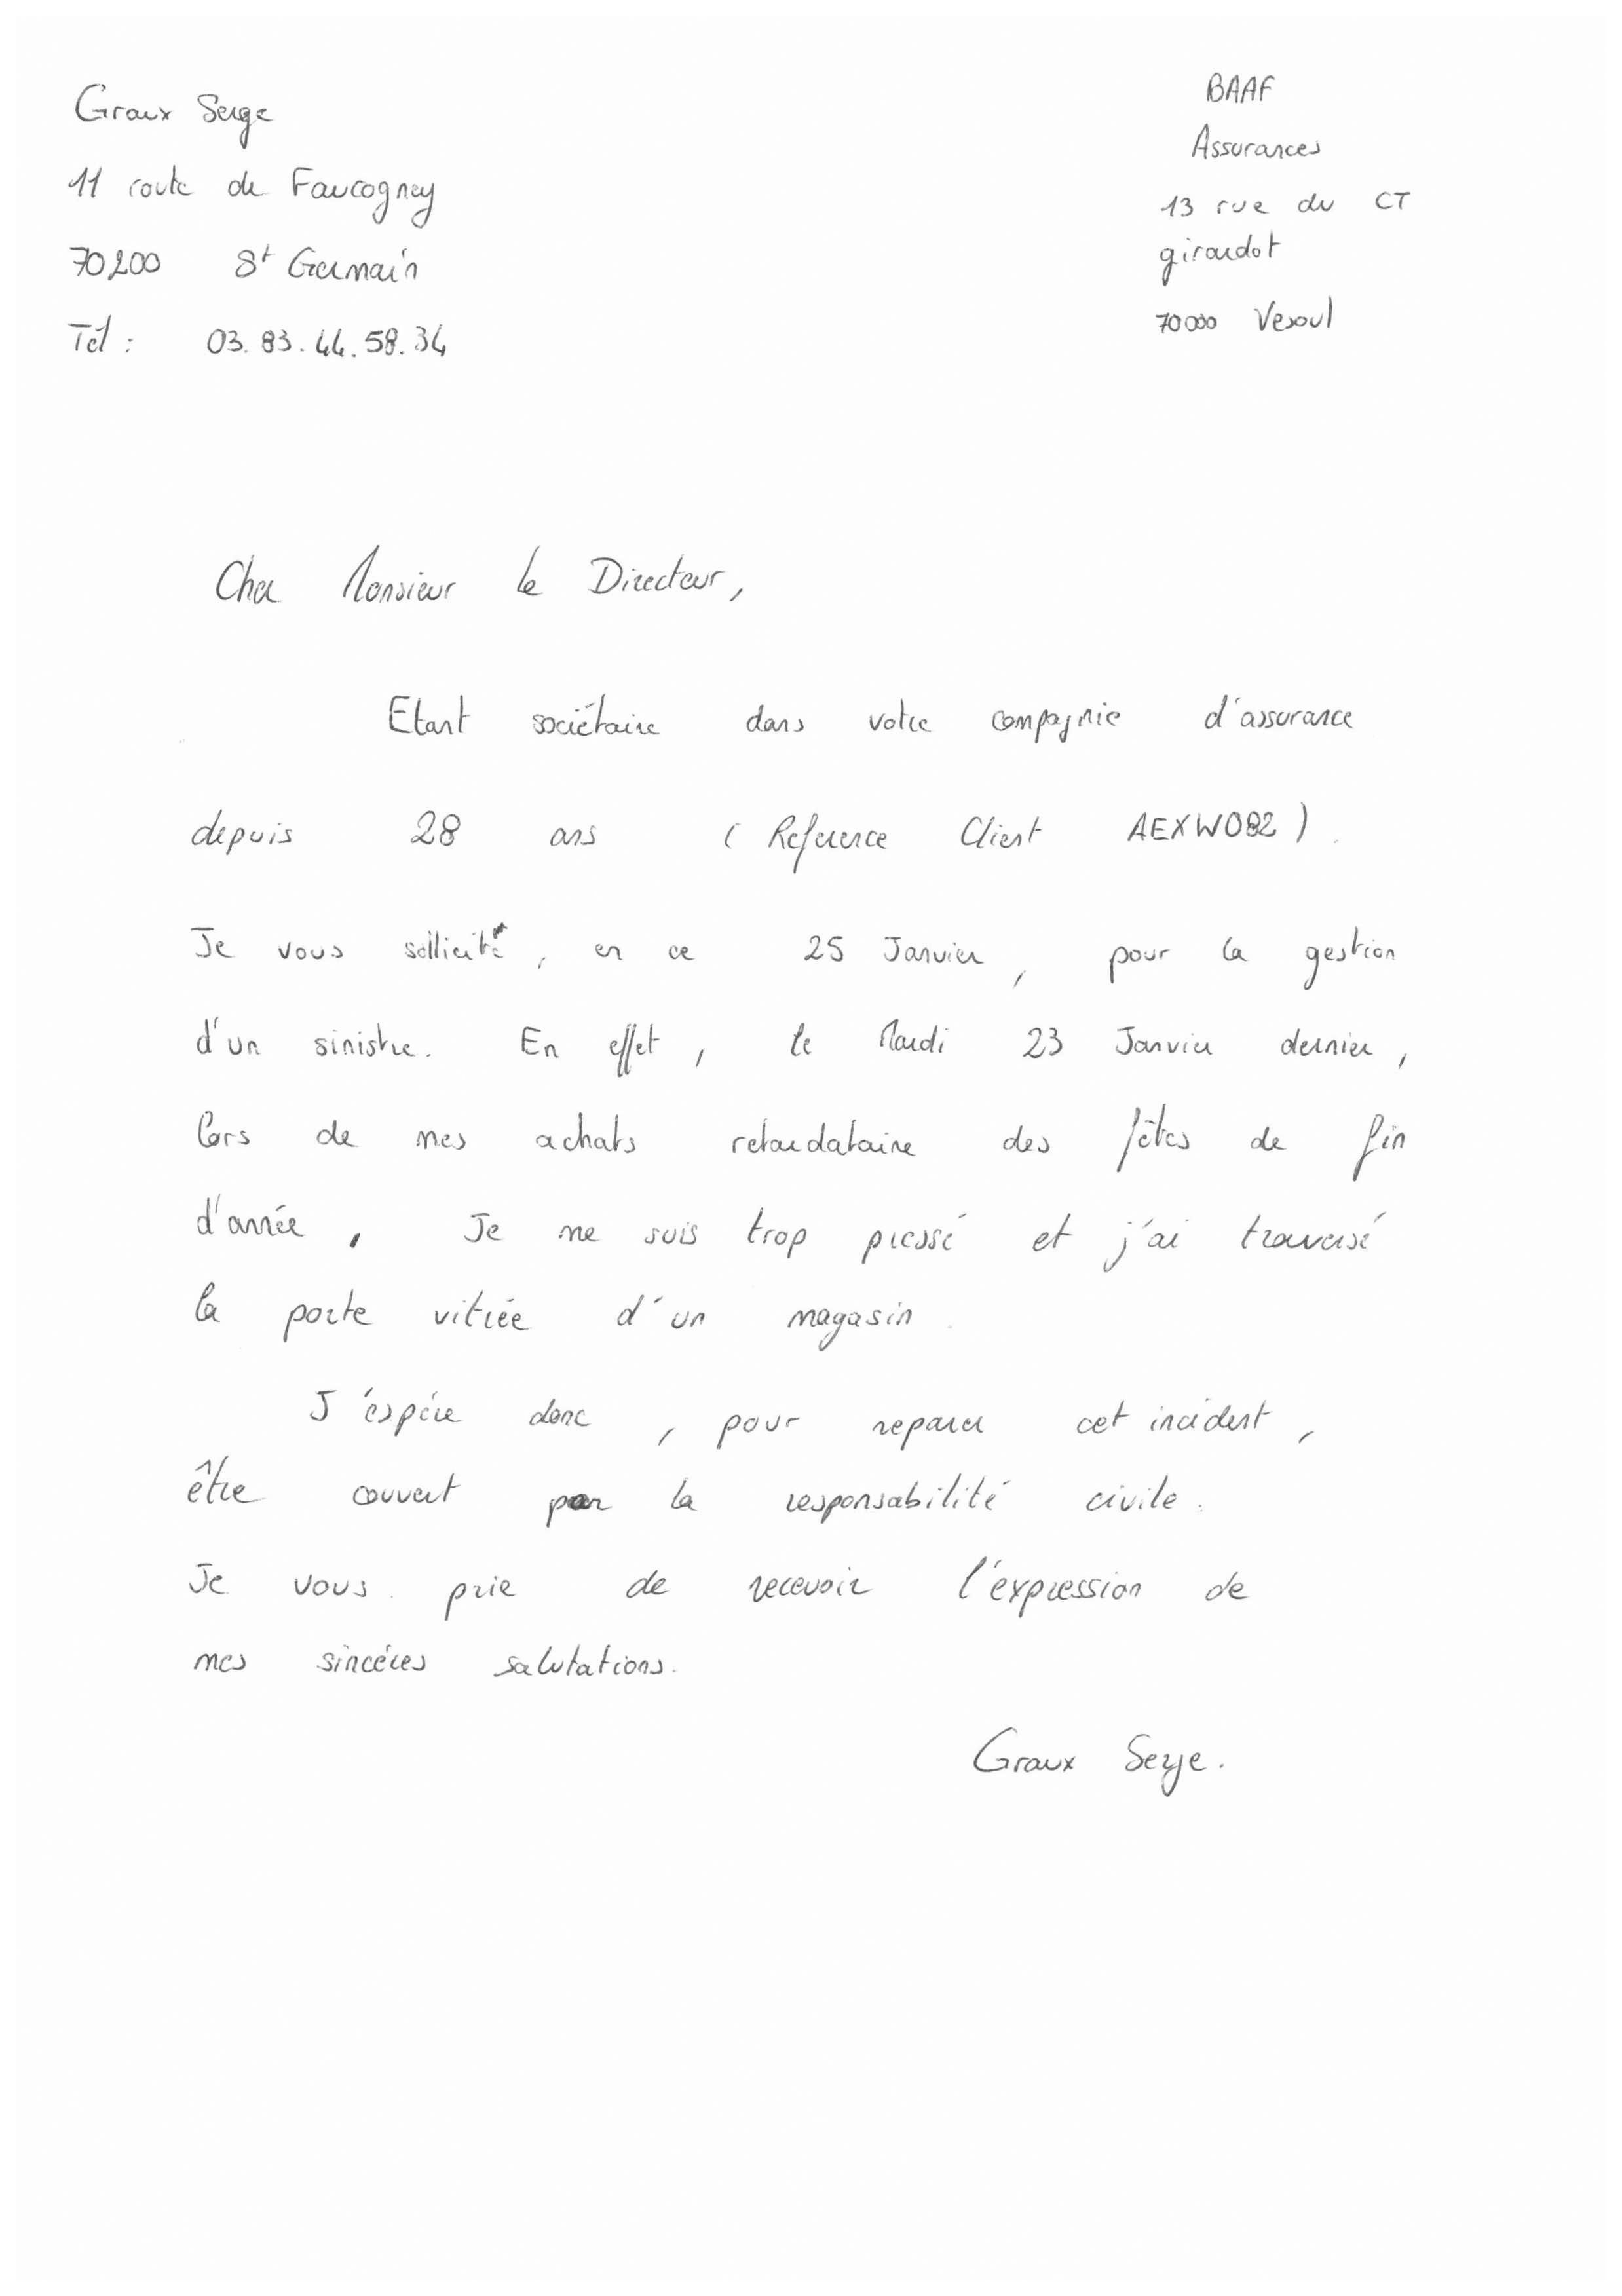 Graux Serge
11 route de Faucogney
70200 St Germain
Tél : 03.83.44.58.34
BAAF
Assurances
13 rue du CT
girardot
70000 Vesoul
Cher Monsieur le Directeur,
Etant sociétaire dans votre compagnie d'assurance
depuis 28 ans ( Reference Client AEXW082 ).
Je vous sollicite, en ce 25 Janvier, pour la gestion
d'un sinistre. En effet, le Mardi 23 Janvier dernier,
lors de mes achats retardataire des fêtes de fin
d'année, Je me suis trop pressé et j'ai traversé
la porte vitrée d'un magasin.
J'éspére donc, pour reparer cet incident,
être couvert par la responsabilité civile.
Je vous prie de recevoir l'expression de
mes sincéres salutations.
Graux Serge.